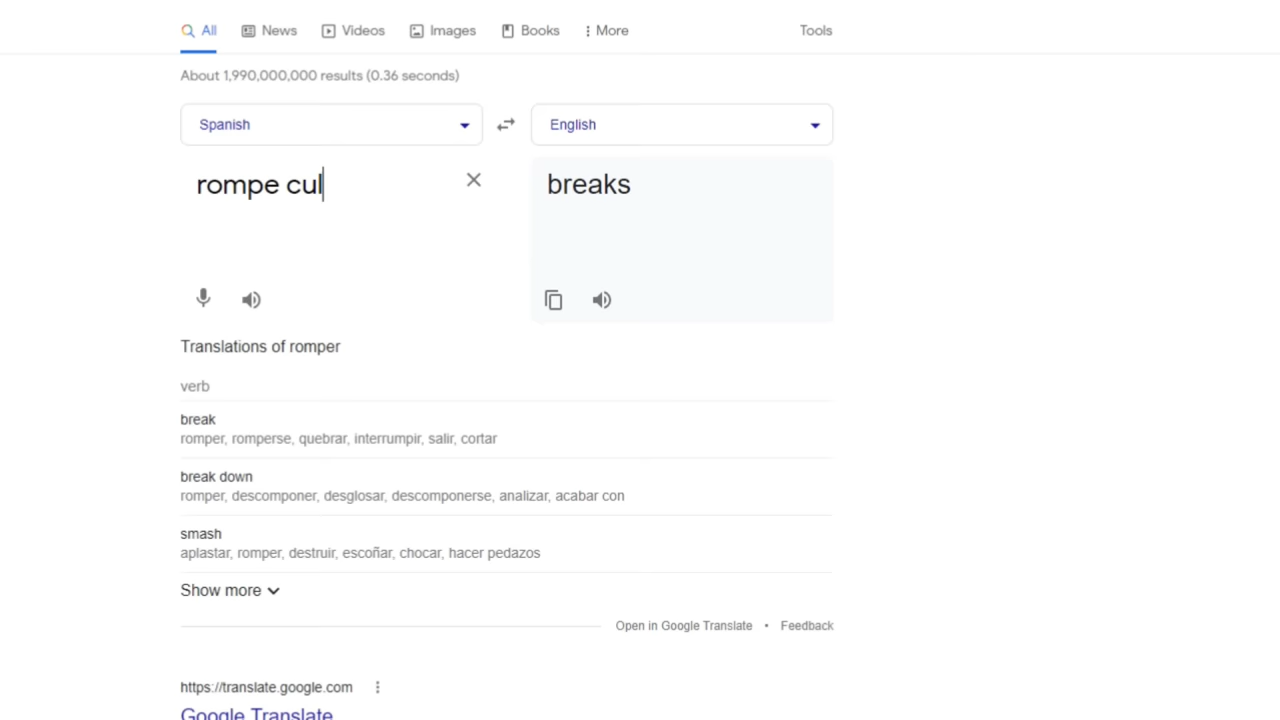 All News Videos Images Books More Tools
About 1,990,000,000 results (0.36 seconds)
Spanish English
rompe cul breaks
Translations of romper
verb
break
romper, romperse, quebrar, interrumpir, salir, cortar
break down
romper, descomponer, desglosar, descomponerse, analizar, acabar con
smash
aplastar, romper, destruir, escoñar, chocar, hacer pedazos
Show more
Open in Google Translate • Feedback
https://translate.google.com
Google Translate